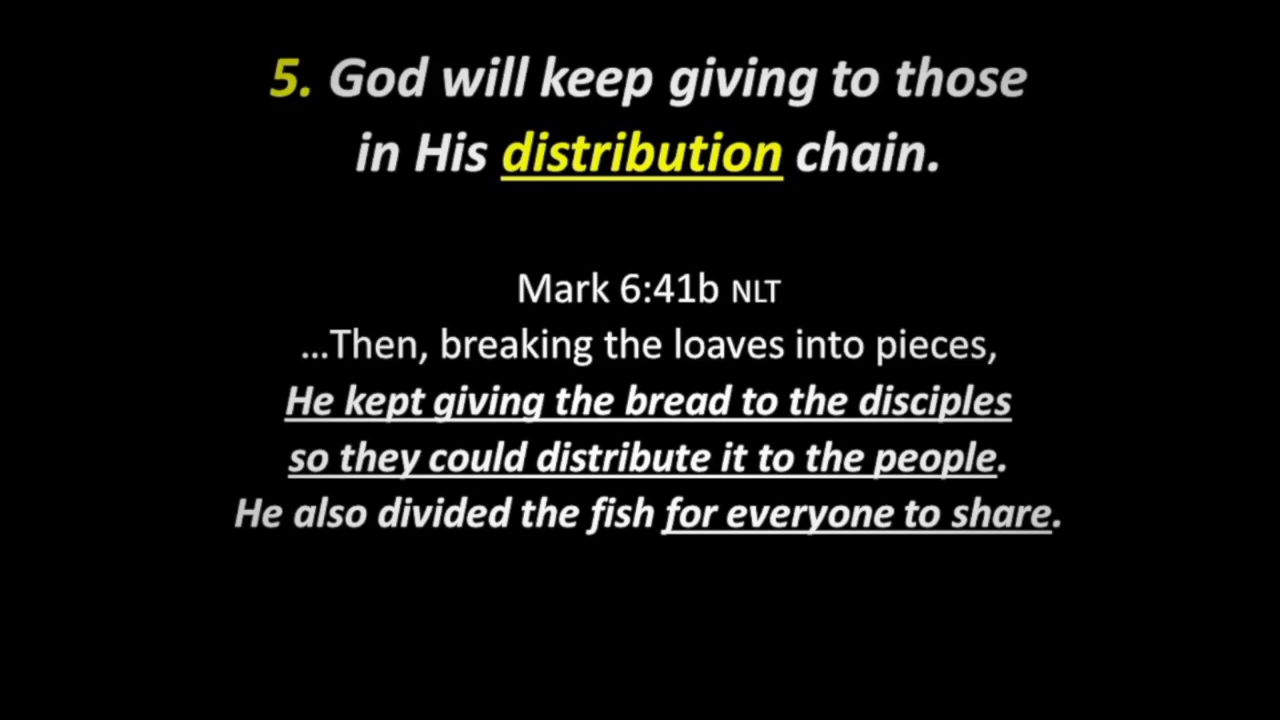 5. God will keep giving to those
in His distribution chain.
Mark 6:41b NLT
...Then, breaking the loaves into pieces,
He kept giving the bread to the disciples
so they could distribute it to the people.
He also divided the fish for everyone to share.